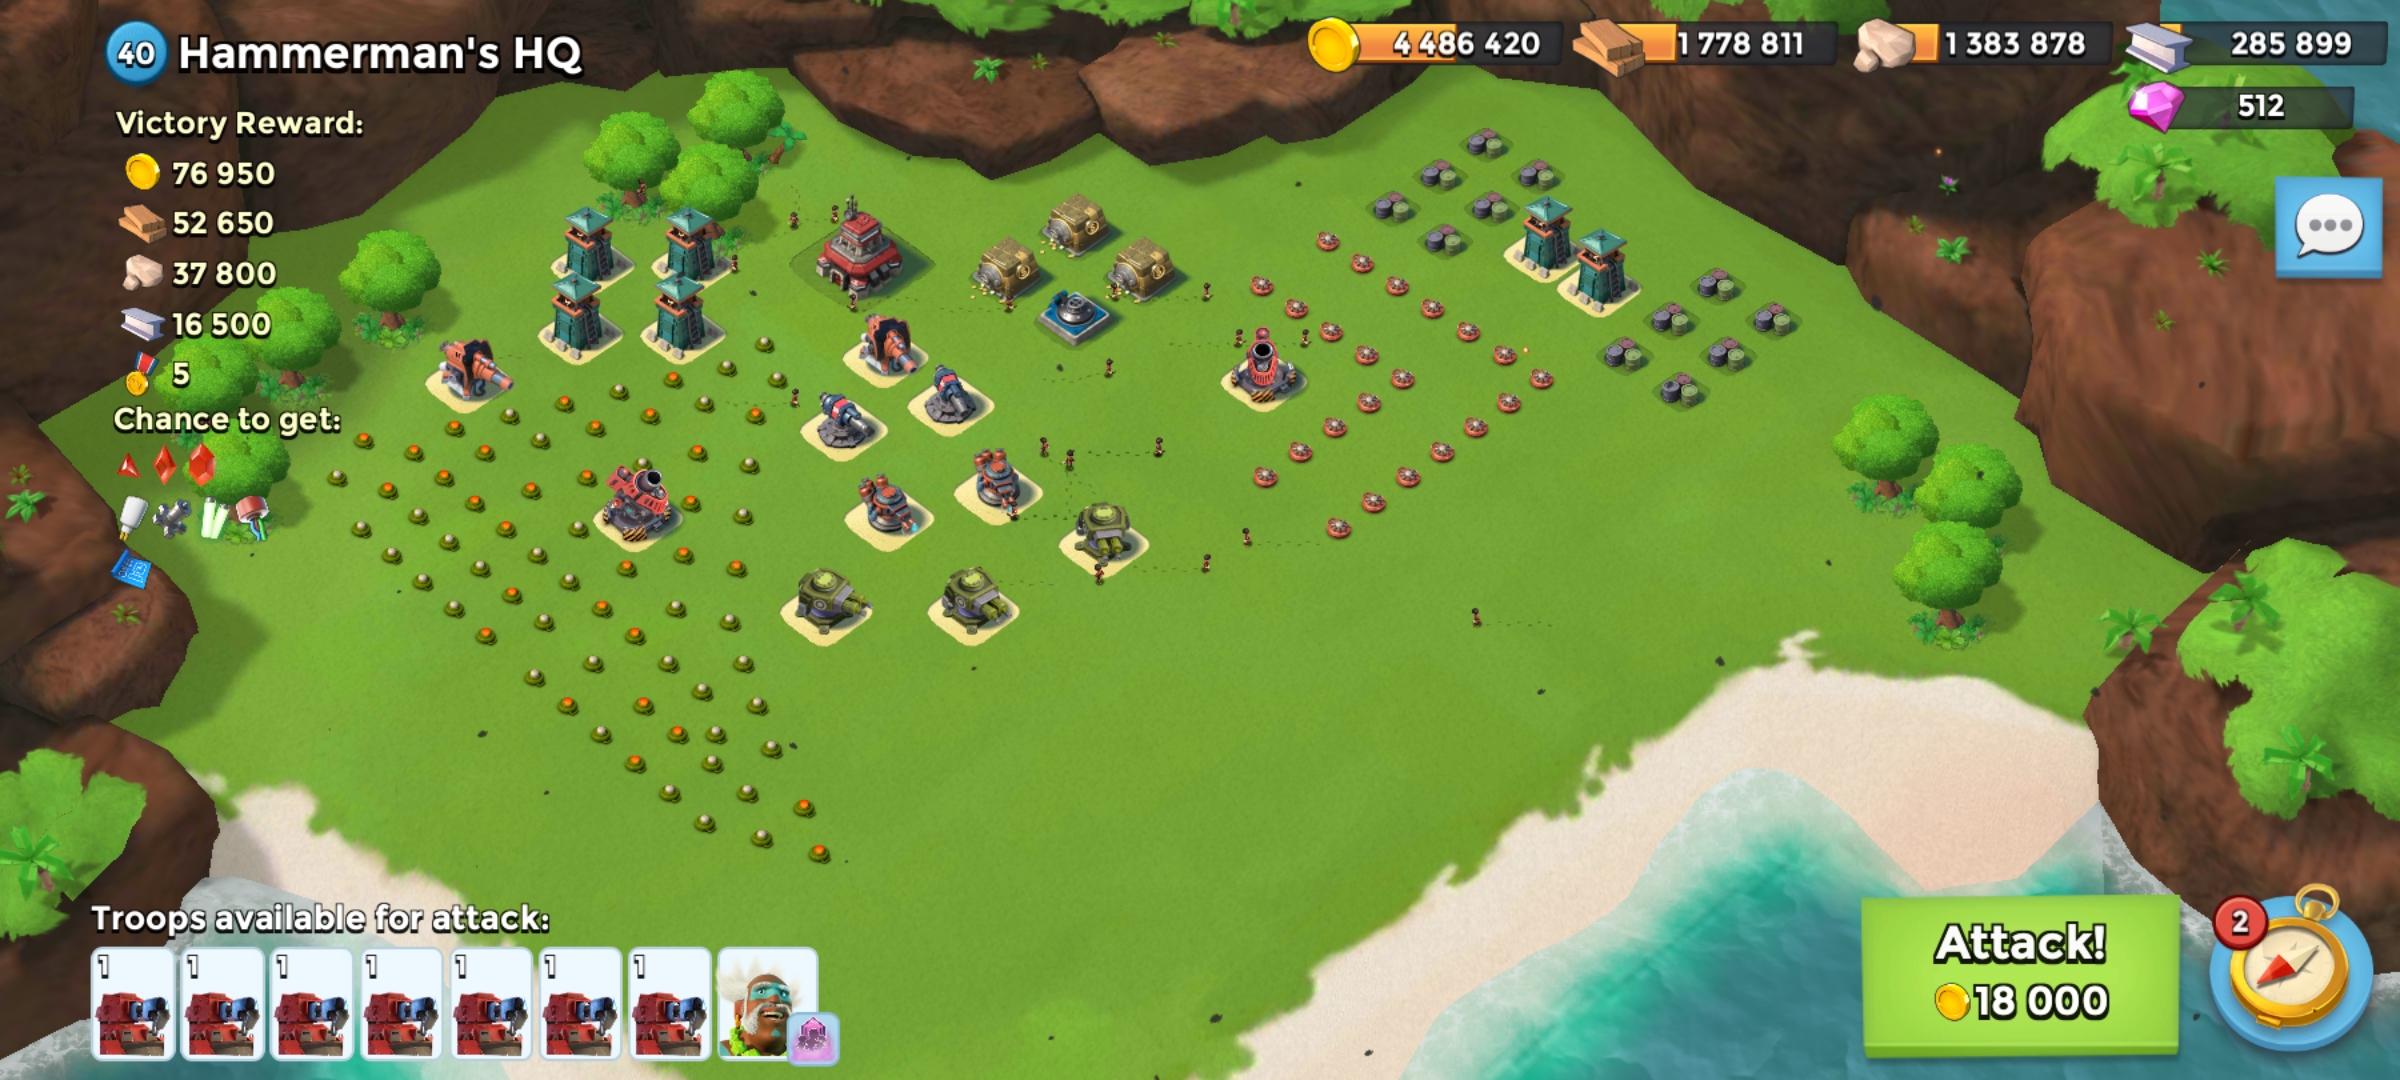 40 Hammerman's HQ
4 486 420
1 778 811
1 383 878
285 899
512
Victory Reward:
76 950
52 650
37 800
16 500
5
Chance to get:
Troops available for attack:
1
1
1
1
1
1
1
Attack!
18 000
2